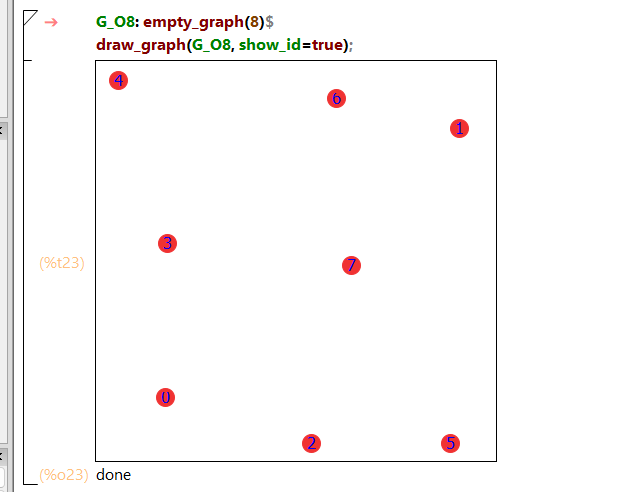 → G_O8: empty_graph(8)$
draw_graph(G_O8, show_id=true);
4
6
1
3
(%t23)
7
0
2
5
(%o23) done